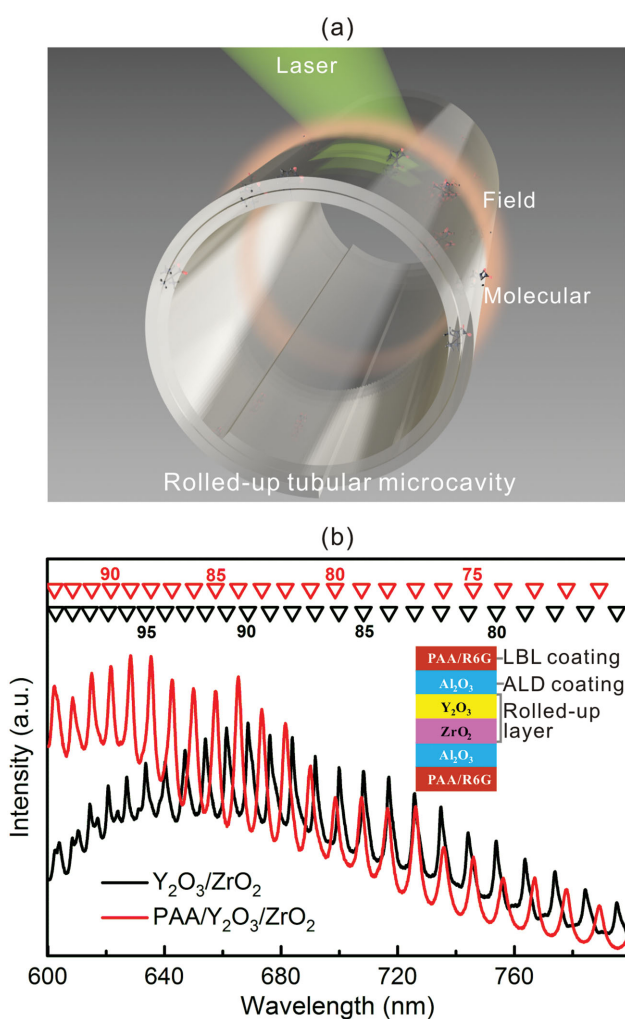 (a)
Laser
Field
Molecular
Rolled-up tubular microcavity
(b)
90 85 80 75
95 90 85 80
PAA/R6G LBL coating
Al₂O₃ ALD coating
Y₂O₃ Rolled-up
ZrO₂ layer
Al₂O₃
PAA/R6G
Intensity (a.u.)
Y₂O₃/ZrO₂
PAA/Y₂O₃/ZrO₂
600 640 680 720 760
Wavelength (nm)